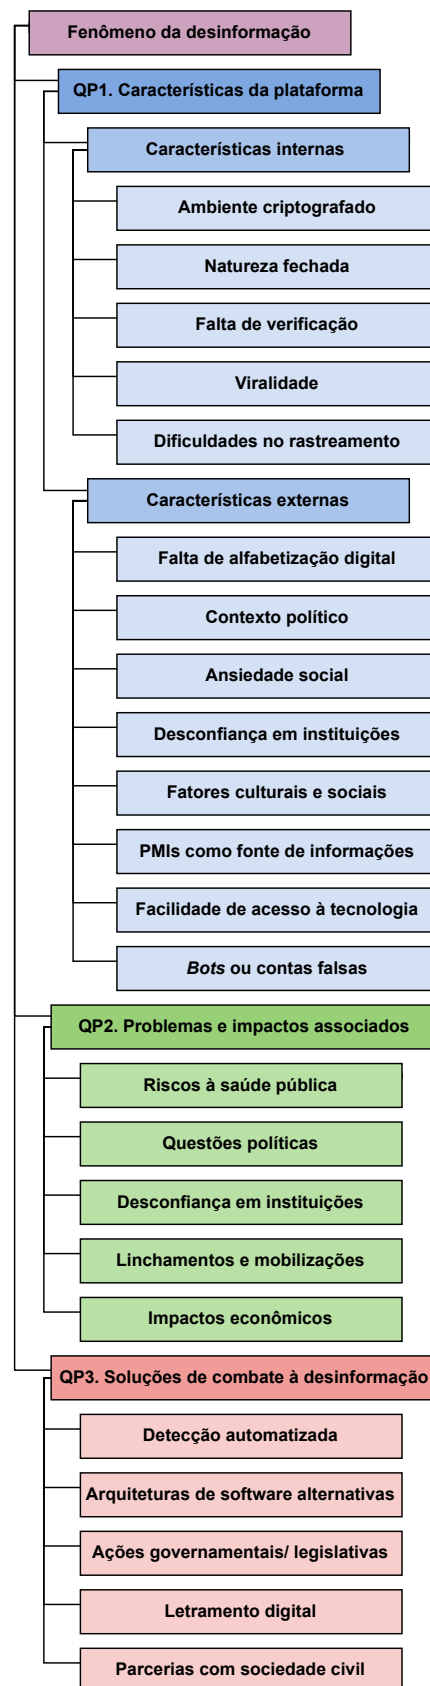 Fenômeno da desinformação
QP1. Características da plataforma
Características internas
Ambiente criptografado
Natureza fechada
Falta de verificação
Viralidade
Dificuldades no rastreamento
Características externas
Falta de alfabetização digital
Contexto político
Ansiedade social
Desconfiança em instituições
Fatores culturais e sociais
PMIs como fonte de informações
Facilidade de acesso à tecnologia
Bots ou contas falsas
QP2. Problemas e impactos associados
Riscos à saúde pública
Questões políticas
Desconfiança em instituições
Linchamentos e mobilizações
Impactos econômicos
QP3. Soluções de combate à desinformação
Detecção automatizada
Arquiteturas de software alternativas
Ações governamentais/ legislativas
Letramento digital
Parcerias com sociedade civil